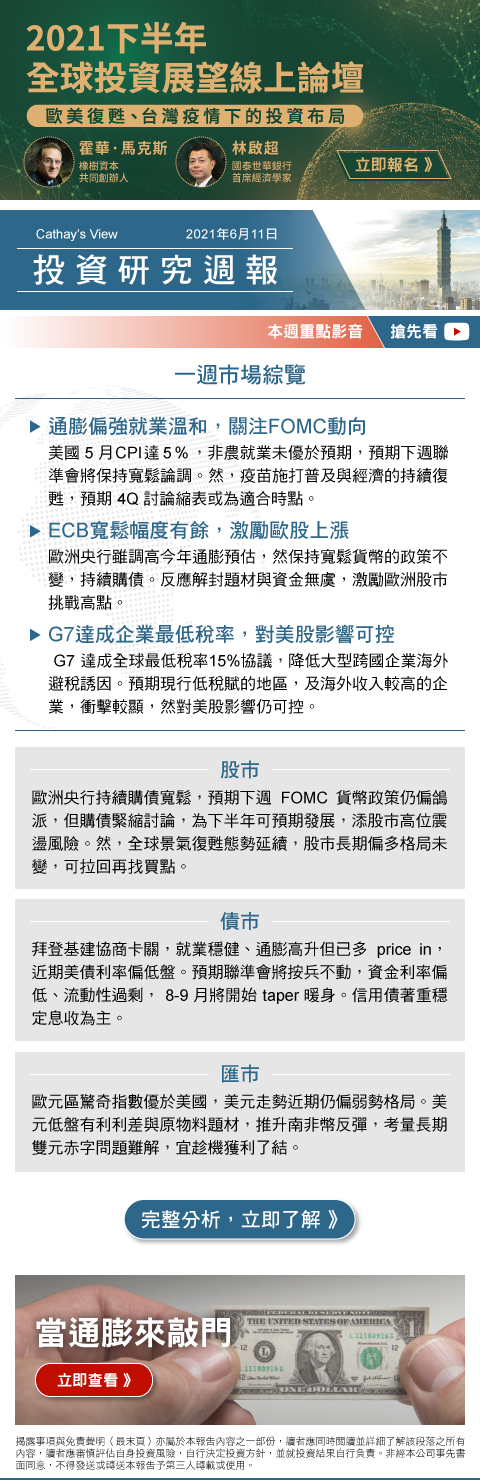 2021下半年
全球投資展望線上論壇
歐美復甦、台灣疫情下的投資布局
霍華·馬克斯
橡樹資本
共同創辦人
林啟超
國泰世華銀行
首席經濟學家
立即報名 》
Cathay's View 2021年6月11日
投資研究週報
本週重點影音 搶先看
一週市場綜覽
▶ 通膨偏強就業溫和，關注FOMC動向
美國 5 月CPI達 5%，非農就業未優於預期，預期下週聯
準會將保持寬鬆論調。然，疫苗施打普及與經濟的持續復
甦，預期 4Q 討論縮表或為適合時點。
▶ ECB寬鬆幅度有餘，激勵歐股上漲
歐洲央行雖調高今年通膨預估，然保持寬鬆貨幣的政策不
變，持續購債。反應解封題材與資金無虞，激勵歐洲股市
挑戰高點。
▶ G7達成企業最低稅率，對美股影響可控
G7 達成全球最低稅率15%協議，降低大型跨國企業海外
避稅誘因。預期現行低稅賦的地區，及海外收入較高的企
業，衝擊較顯，然對美股影響仍可控。
股市
歐洲央行持續購債寬鬆，預期下週 FOMC 貨幣政策仍偏鴿
派，但購債緊縮討論，為下半年可預期發展，添股市高位震
盪風險。然，全球景氣復甦態勢延續，股市長期偏多格局未
變，可拉回再找買點。
債市
拜登基建協商卡關，就業穩健、通膨高升但已多 price in，
近期美債利率偏低盤。預期聯準會將按兵不動，資金利率偏
低、流動性過剩， 8-9 月將開始 taper 暖身。信用債著重穩
定息收為主。
匯市
歐元區驚奇指數優於美國，美元走勢近期仍偏弱勢格局。美
元低盤有利利差與原物料題材，推升南非幣反彈，考量長期
雙元赤字問題難解，宜趁機獲利了結。
完整分析，立即了解 》
當通膨來敲門
立即查看 》
FEDERAL RESERVE NOTE
THE UNITED STATES OF AMERICA
L 11180916 G
12
L 11180916 G
12
ONE DOLLAR
揭露事項與免責聲明（最末頁）亦屬於本報告內容之一部份，讀者應同時閱讀並詳細了解該段落之所有
內容，讀者應審慎評估自身投資風險，自行決定投資方針，並就投資結果自行負責。非經本公司事先書
面同意，不得發送或轉送本報告予第三人轉載或使用。